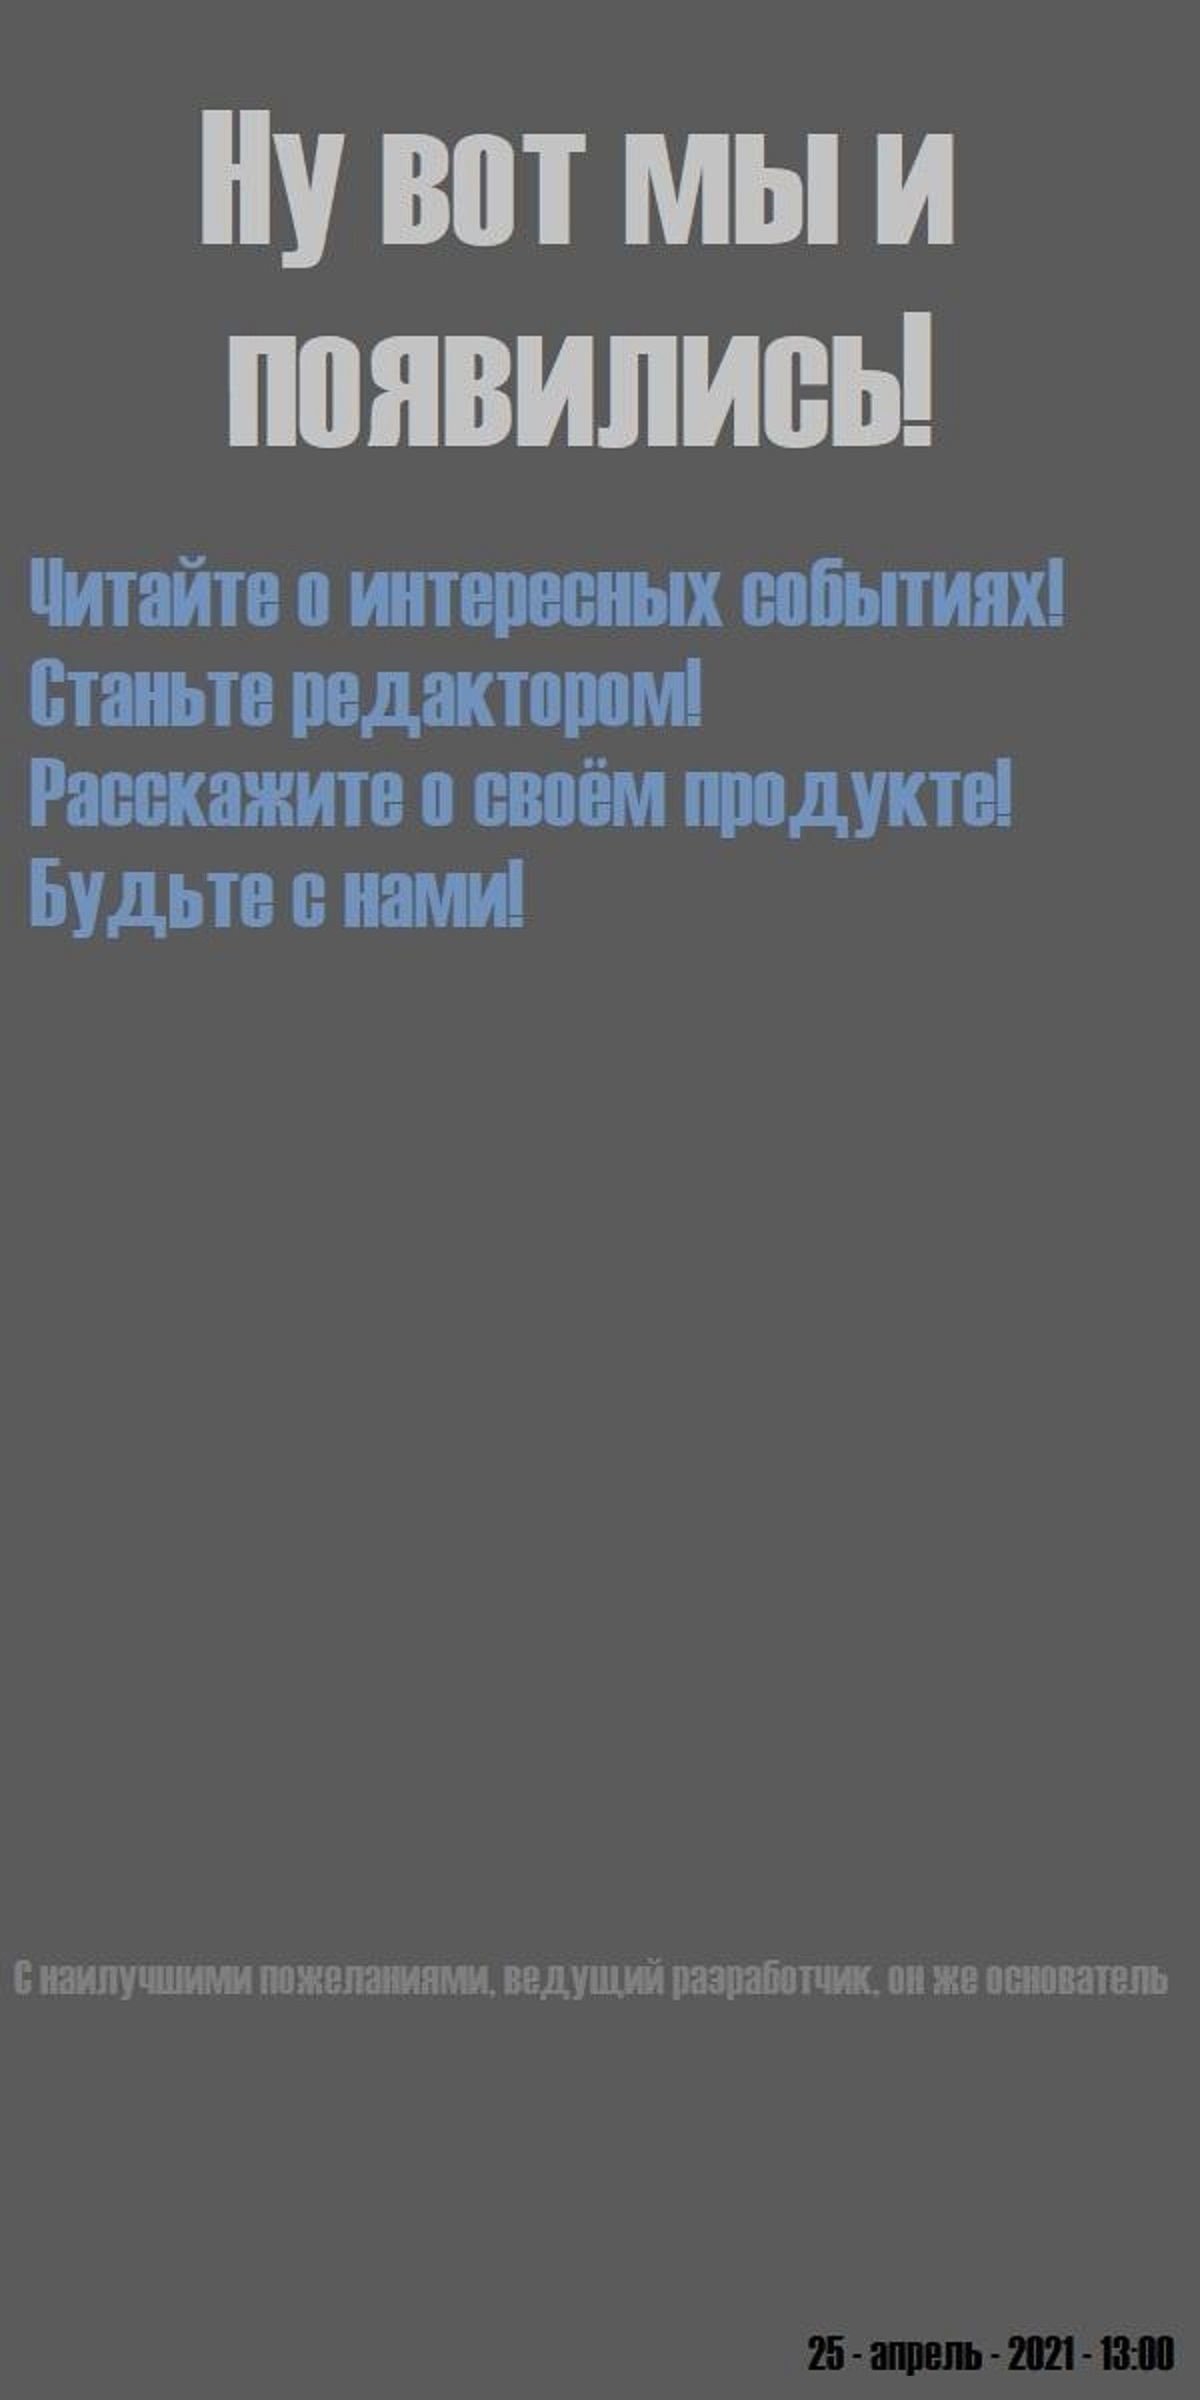 Ну вот мы и
появились!
Читайте о интересных событиях!
Станьте редактором!
Расскажите о своём продукте!
Будьте с нами!
С наилучшими пожеланиями, ведущий разработчик, он же основатель
25 - апрель - 2021 - 13:00